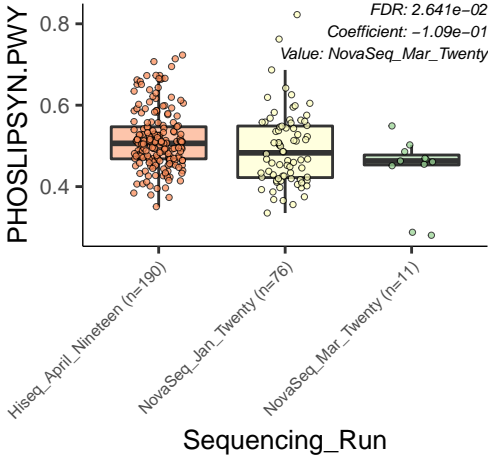 FDR: 2.641e−02
Coefficient: −1.09e−01
Value: NovaSeq_Mar_Twenty
PHOSLIPSYN.PWY
0.8
0.6
0.4
Hiseq_April_Nineteen (n=190)
NovaSeq_Jan_Twenty (n=76)
NovaSeq_Mar_Twenty (n=11)
Sequencing_Run